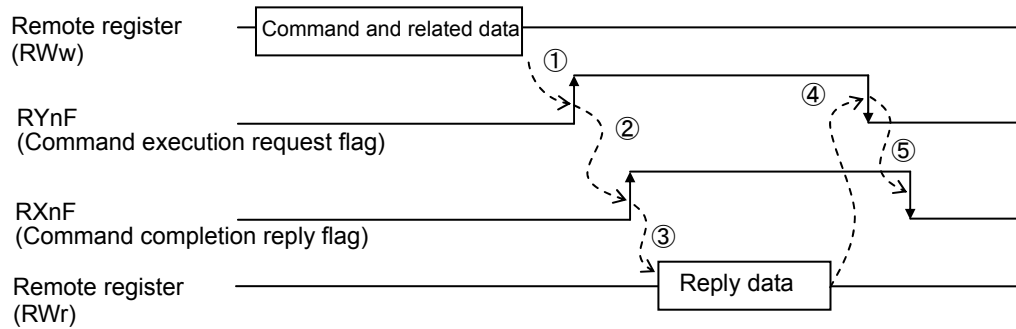 Remote register
(RWw)
Command and related data
①
RYnF
(Command execution request flag)
②
④
⑤
RXnF
(Command completion reply flag)
③
Remote register
(RWr)
Reply data